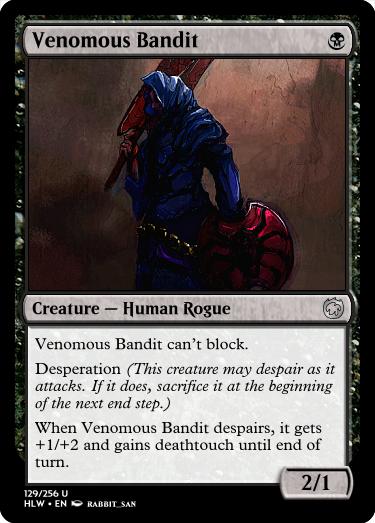 Venomous Bandit
Creature — Human Rogue
Venomous Bandit can't block.
Desperation (This creature may despair as it
attacks. If it does, sacrifice it at the beginning
of the next end step.)
When Venomous Bandit despairs, it gets
+1/+2 and gains deathtouch until end of
turn.
2/1
129/256 U
HLW • EN RABBIT_SAN